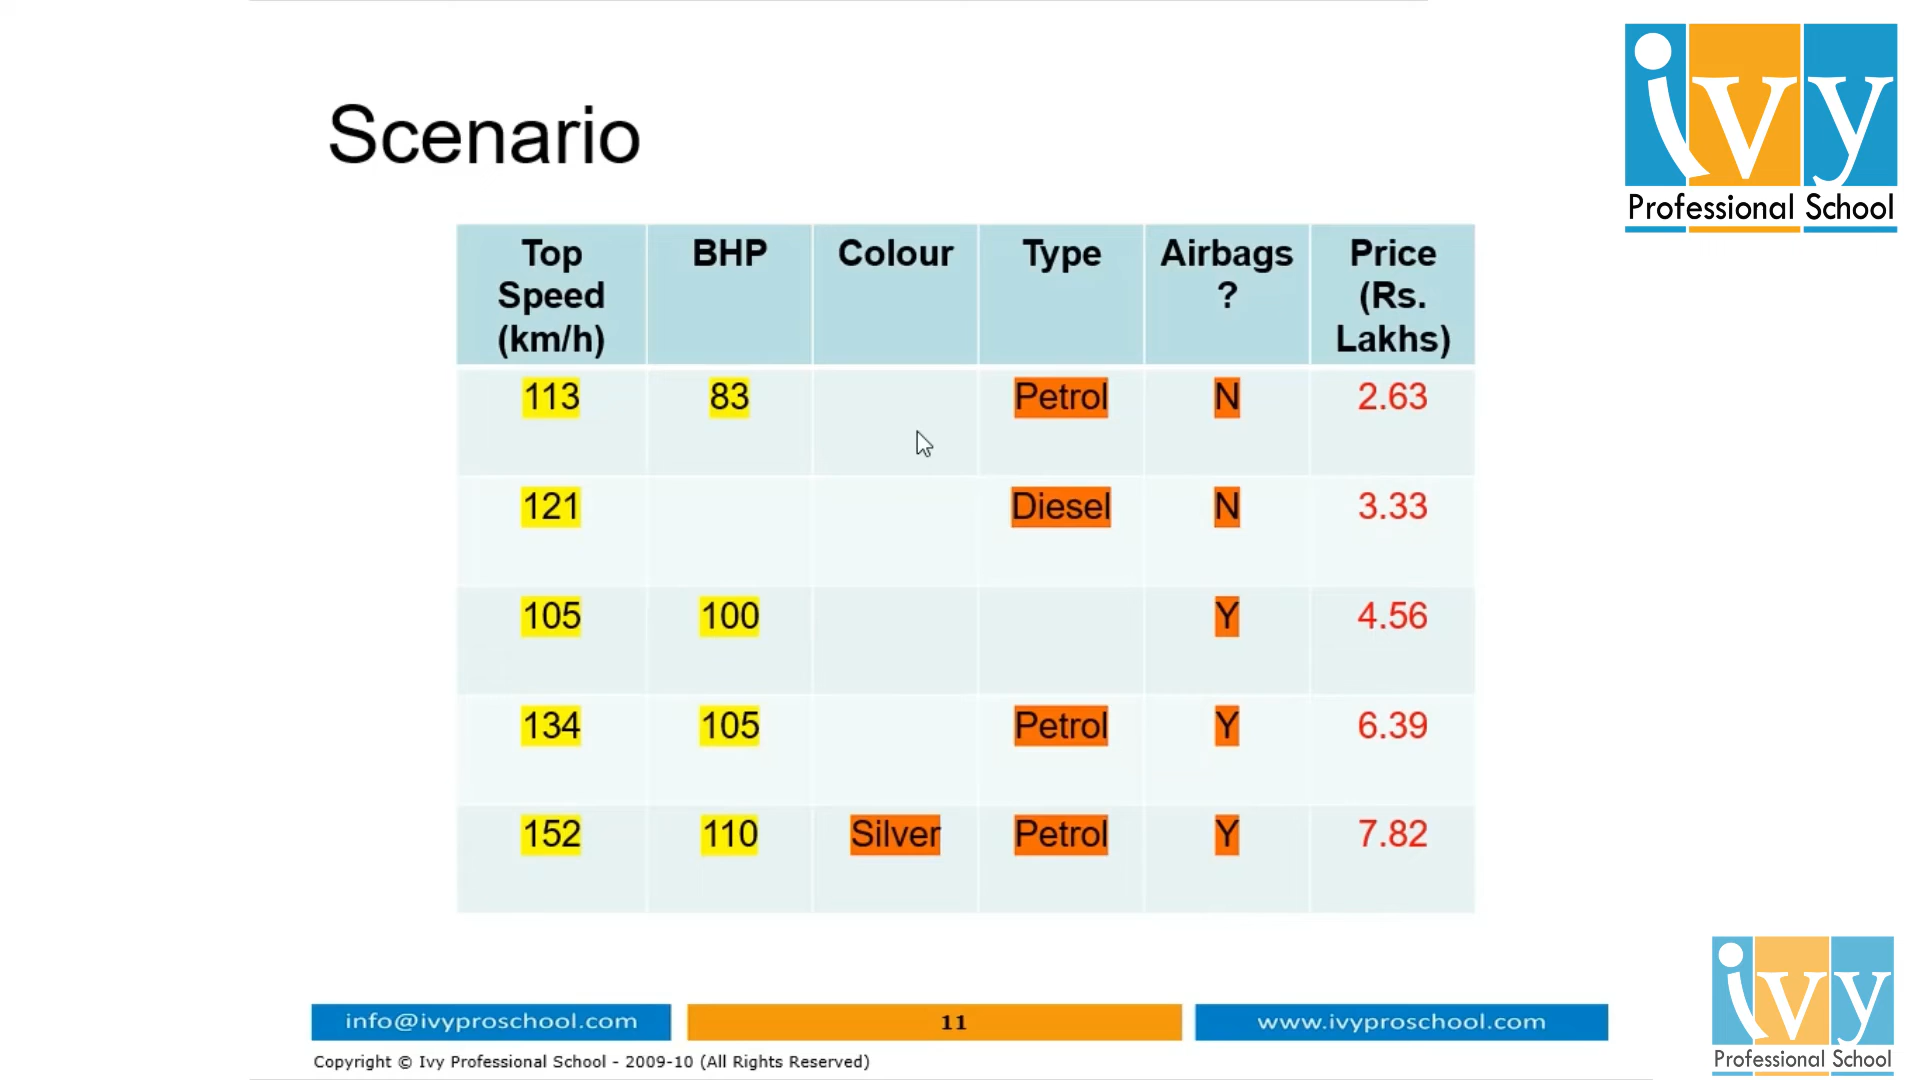 ivy
Professional School
Scenario
Top Speed (km/h) BHP Colour Type Airbags ? Price (Rs. Lakhs)
113 83 Petrol N 2.63
121 Diesel N 3.33
105 100 Y 4.56
134 105 Petrol Y 6.39
152 110 Silver Petrol Y 7.82
ivy
Professional School
info@ivyproschool.com 11 www.ivyproschool.com
Copyright © Ivy Professional School - 2009-10 (All Rights Reserved)